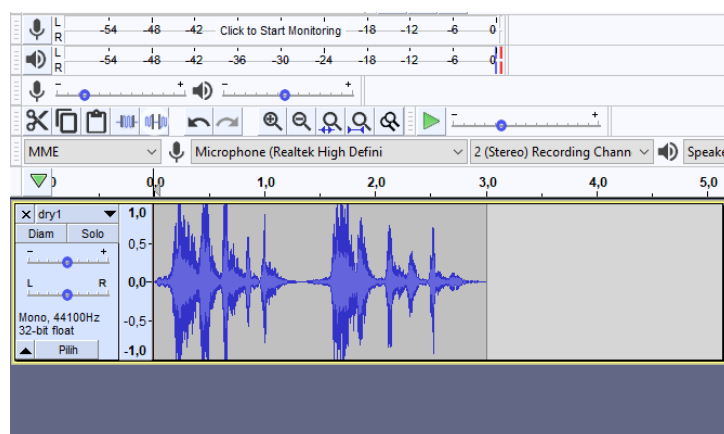 L
R
-54 -48 -42 Click to Start Monitoring -18 -12 -6 0
L
R
-54 -48 -42 -36 -30 -24 -18 -12 -6 0
- +
- +
- +
MME Microphone (Realtek High Defini 2 (Stereo) Recording Chann Speake
0,0 1,0 2,0 3,0 4,0 5,0
× dry1 1,0
Diam Solo
- + 0,5
L R 0,0
Mono, 44100Hz
32-bit float -0,5
Pilih -1,0